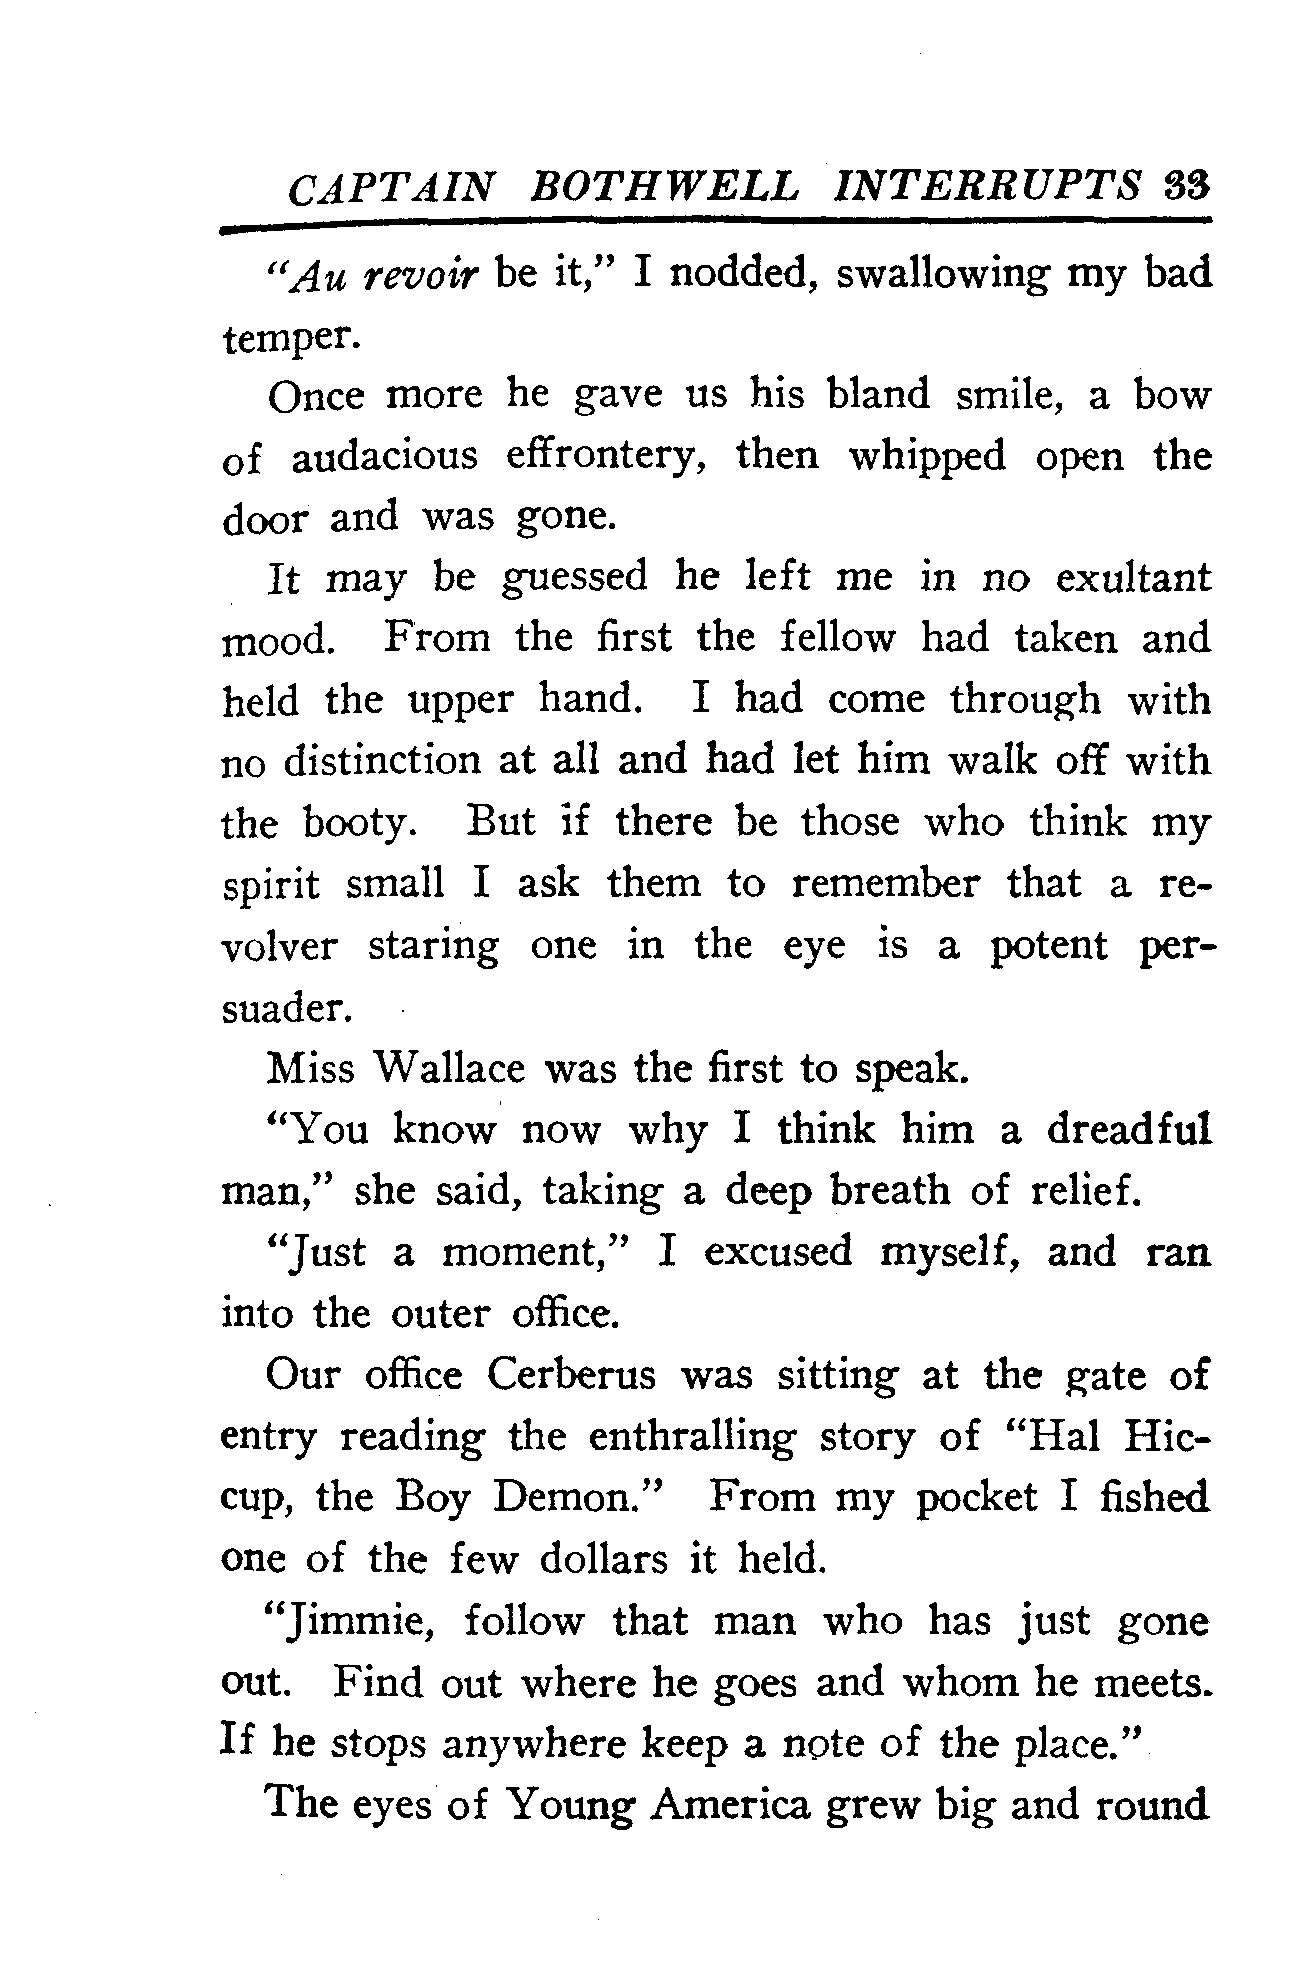 CAPTAIN BOTHWELL INTERRUPTS 33
"Au revoir be it," I nodded, swallowing my bad
temper.
Once more he gave us his bland smile, a bow
of audacious effrontery, then whipped open the
door and was gone.
It may be guessed he left me in no exultant
mood. From the first the fellow had taken and
held the upper hand. I had come through with
no distinction at all and had let him walk off with
the booty. But if there be those who think my
spirit small I ask them to remember that a re-
volver staring one in the eye is a potent per-
suader.
Miss Wallace was the first to speak.
"You know now why I think him a dreadful
man," she said, taking a deep breath of relief.
"Just a moment," I excused myself, and ran
into the outer office.
Our office Cerberus was sitting at the gate of
entry reading the enthralling story of "Hal Hic-
cup, the Boy Demon." From my pocket I fished
one of the few dollars it held.
"Jimmie, follow that man who has just gone
out. Find out where he goes and whom he meets.
If he stops anywhere keep a note of the place."
The eyes of Young America grew big and round